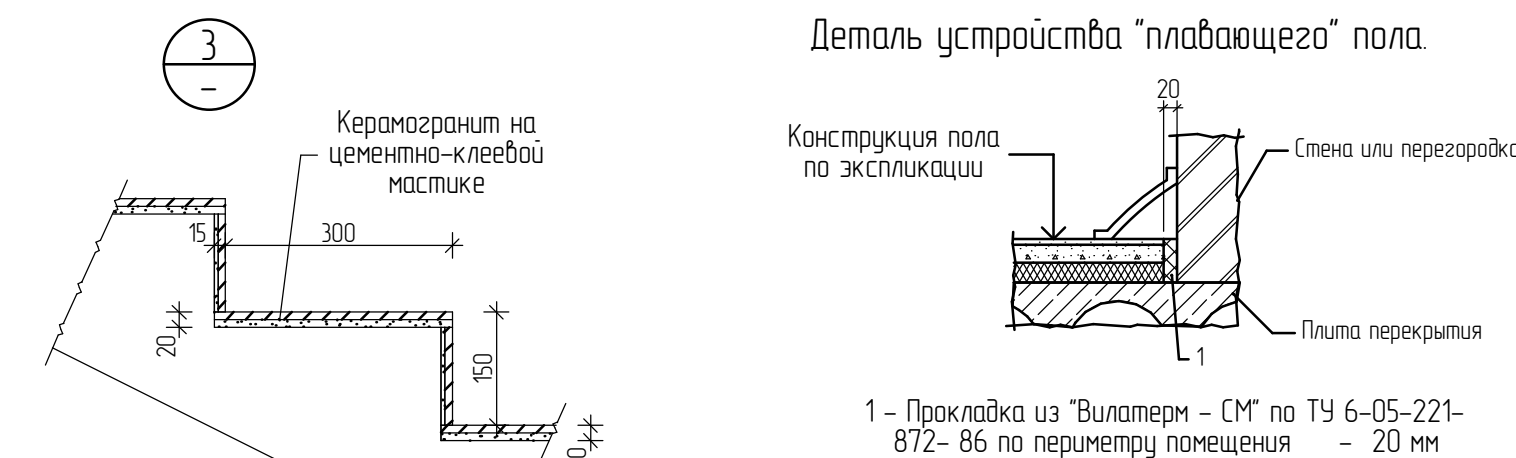 3
–
Керамогранит на
цементно-клеевой
мастике
15
300
20
150
Деталь устройства "плавающего" пола.
20
Конструкция пола
по экспликации
Стена или перегородка
Плита перекрытия
1
1 – Прокладка из "Вилатерм – СМ" по ТУ 6-05-221-
872- 86 по периметру помещения – 20 мм